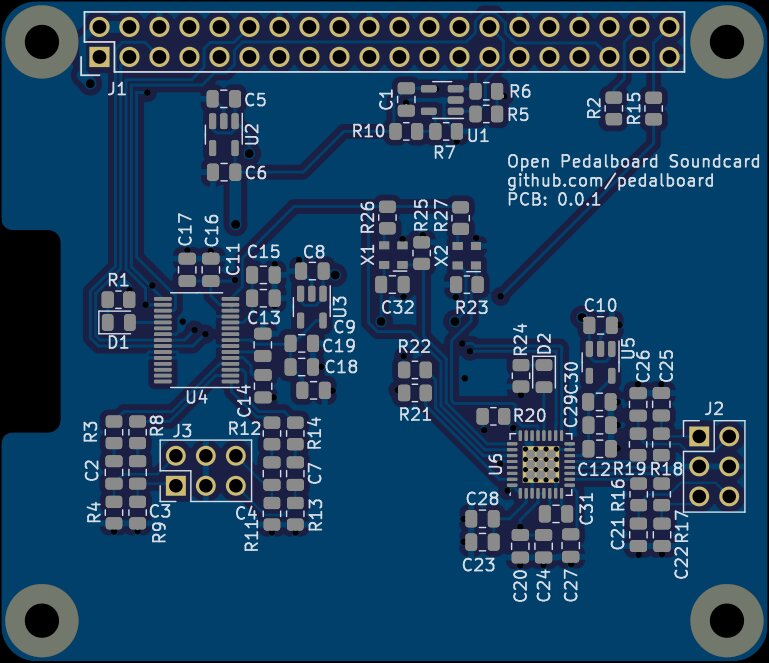 J1
C5
U2
C6
C1
R6
R5
R10
U1
R7
R2
R15
Open Pedalboard Soundcard
github.com/pedalboard
PCB: 0.0.1
C17
C16
C11
C15
C13
C8
U3
C9
C19
C18
C14
R26
R25
R27
X1
X2
C32
R23
R1
D1
U4
R22
R21
R24
D2
C10
U5
C30
C29
C26
C25
J2
R20
C12
R19
R18
R3
R8
J3
R12
R14
C2
C7
R4
C3
R9
C4
R11
R13
U6
C28
C23
C31
R16
R17
C21
C22
C20
C24
C27